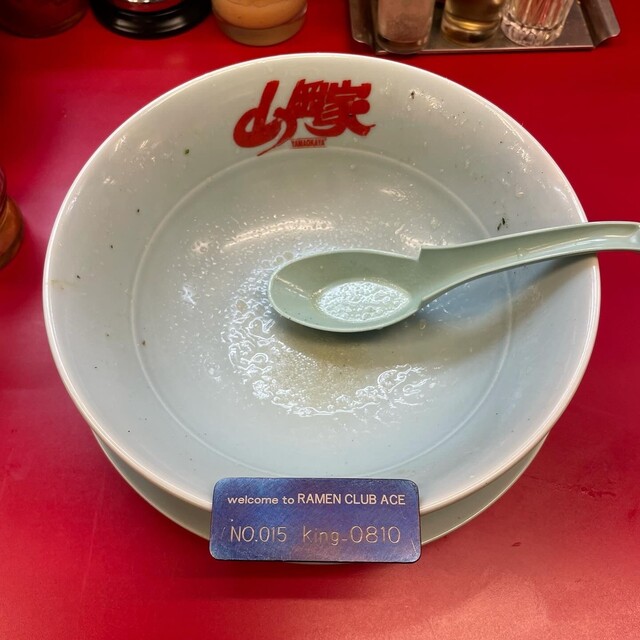 山岡家
YAMAOKAYA
welcome to RAMEN CLUB ACE
NO.015 king_0810